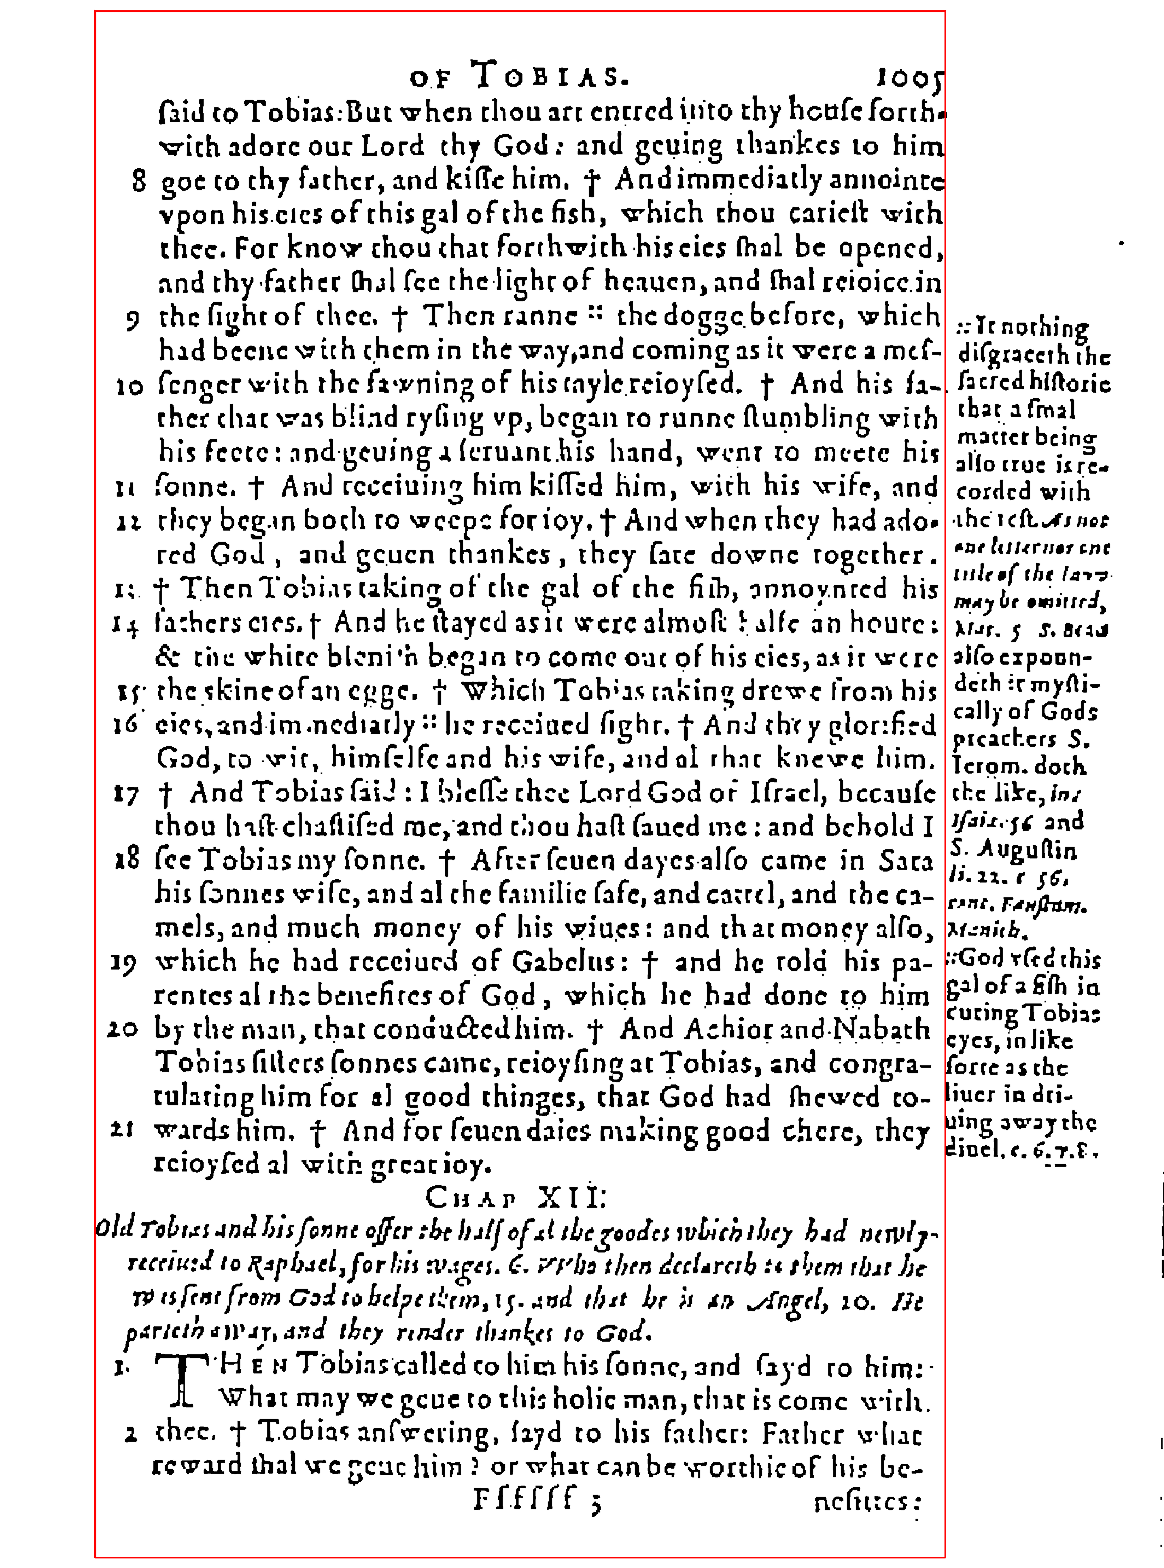 OF TOBIAS. 1005
ſaid to Tobias: But when thou art entred into thy houſe forth-
with adore our Lord thy God: and geuing thankes to him
8 goe to thy father, and kiſſe him. † And immediatly annointe
vpon his eies of this gal of the fish, which thou carieſt with
thee. For know thou that forthwith his eies ſhal be opened,
and thy father ſhal ſee the light of heauen, and ſhal reioice in
9 the ſight of thee. † Then ranne :: the dogge before, which
had beene with them in the way, and coming as it were a meſ-
10 ſenger with the fawning of his tayle reioyſed. † And his fa-
ther that was blind ryſing vp, began to runne ſtumbling with
his feete: and geuing a ſeruant his hand, went to meete his
11 ſonne. † And receiuing him kiſſed him, with his wife, and
12 they began both to weepe for ioy. † And when they had ado-
red God, and geuen thankes, they ſate downe together.
13 † Then Tobias taking of the gal of the fiſh, annoynted his
14 fathers eies. † And he ſtayed as it were almoſt halfe an houre:
& the white blemiſh began to come out of his eies, as it were
15 the skine of an egge. † Which Tobias taking drewe from his
16 eies, and immediatly :: he receiued ſight. † And they glorified
God, to wit, himſelfe and his wife, and al that knewe him.
17 † And Tobias ſaid: I bleſſe thee Lord God of Iſrael, becauſe
thou haſt chaſtiſed me, and thou haſt ſaued me: and behold I
18 ſee Tobias my ſonne. † After ſeuen dayes alſo came in Sara
his ſonnes wife, and al the familie ſafe, and cattel, and the ca-
mels, and much money of his wiues: and that money alſo,
19 which he had receiued of Gabelus: † and he told his pa-
rentes al the benefites of God, which he had done to him
20 by the man, that conducted him. † And Achior and Nabath
Tobias ſiſters ſonnes came, reioyſing at Tobias, and congra-
tulating him for al good thinges, that God had ſhewed to-
21 wards him. † And for ſeuen daies making good chere, they
reioyſed al with great ioy.
CHAP XII.
Old Tobias and his ſonne offer the half of al the goodes which they had newly
receiued to Raphael, for his wages. 6. VVho then declareth to them that he
was ſent from God to helpe them, 15. and that he is an Angel, 20. He
parteth away, and they render thankes to God.
1. THEN Tobias called to him his ſonne, and ſayd to him:
What may we geue to this holie man, that is come with
2 thee. † Tobias anſwering, ſayd to his father: Father what
reward ſhal we geue him? or what can be worthie of his be-
Fſſſſſ 3 nefites:
:: It nothing
diſgraceth the
ſacred hiſtorie
that a ſmal
matter being
alſo true is re-
corded with
the reſt. As not
one letter nor one
title of the law
may be omitted,
Mat. 5 S. Beda
alſo expoun-
deth it myſti-
cally of Gods
preachers S.
Ierom. doth
the like, in c
Iſaie. 56 and
S. Auguſtin
li. 22. c 56.
cont. Fauſtum.
Manich.
:: God vſed this
gal of a fiſh in
curing Tobias
eyes, in like
ſorte as the
liuer in dri-
uing away the
diuel. c. 6. 7. 8.